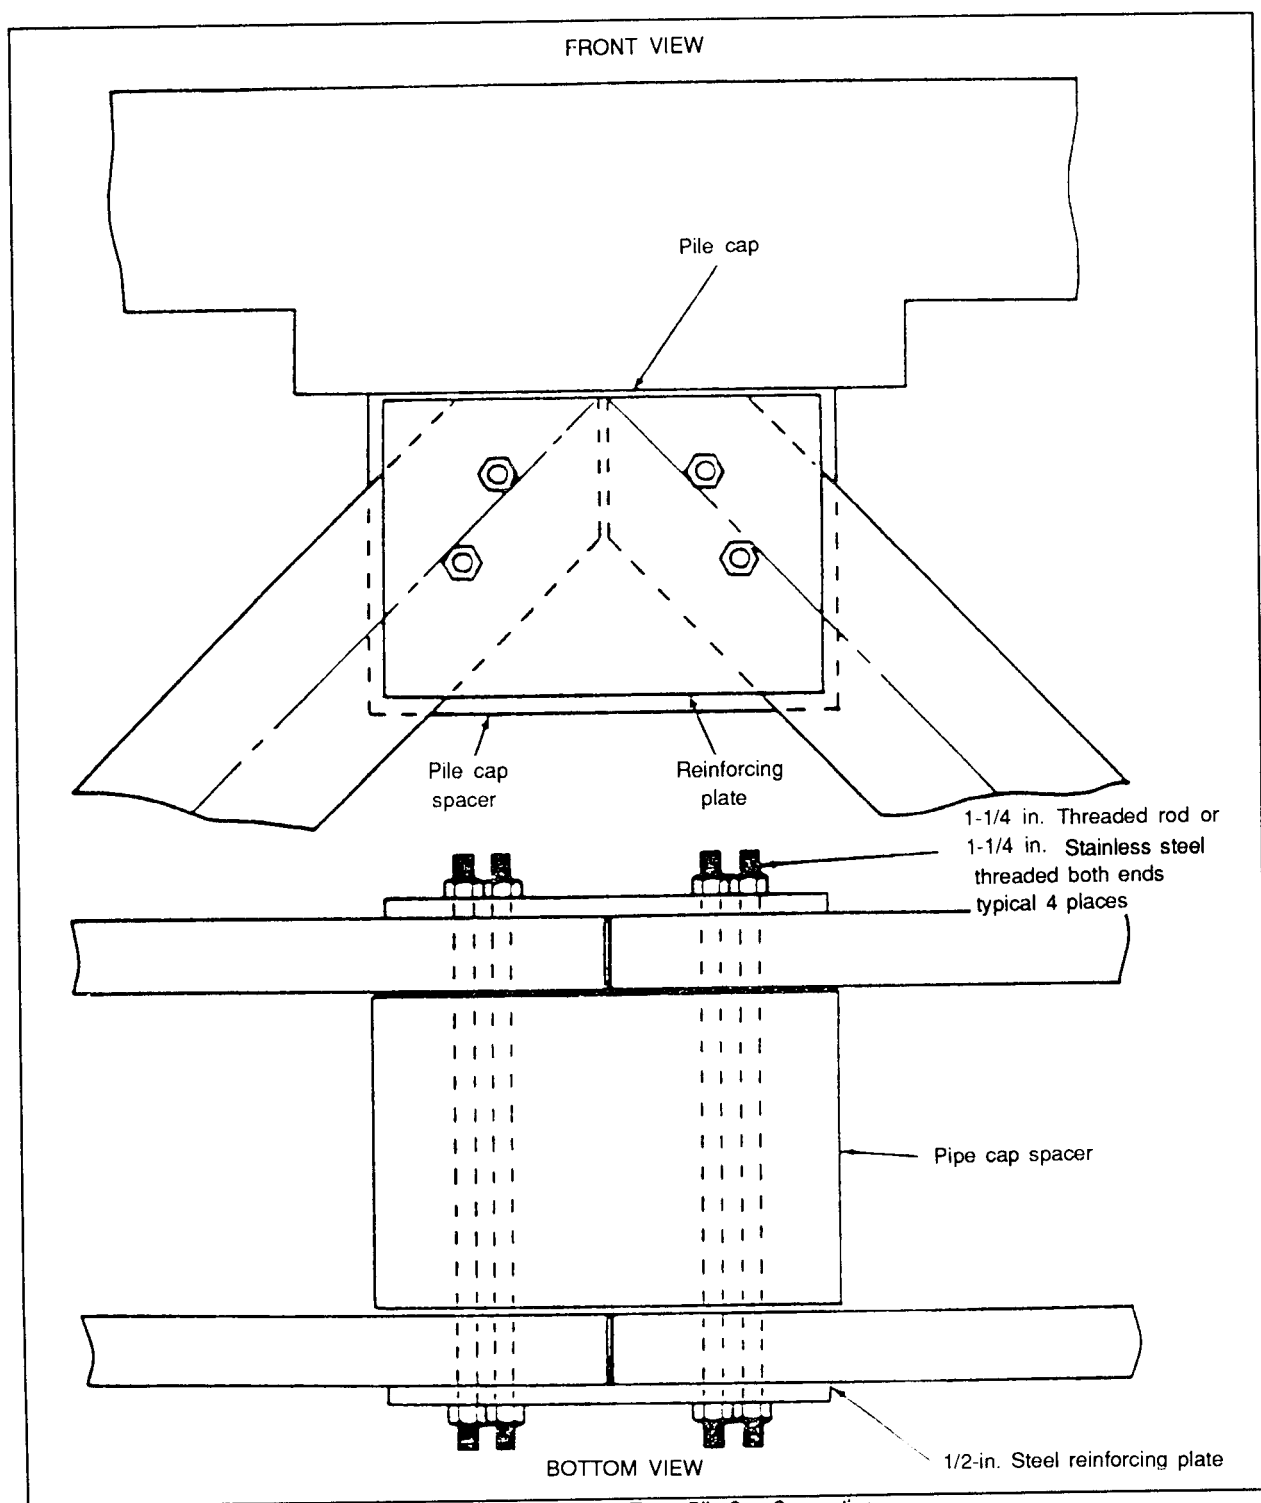 FRONT VIEW
Pile cap
Pile cap
spacer
Reinforcing
plate
1-1/4 in. Threaded rod or
1-1/4 in. Stainless steel
threaded both ends
typical 4 places
Pipe cap spacer
1/2-in. Steel reinforcing plate
BOTTOM VIEW
Pile Cap